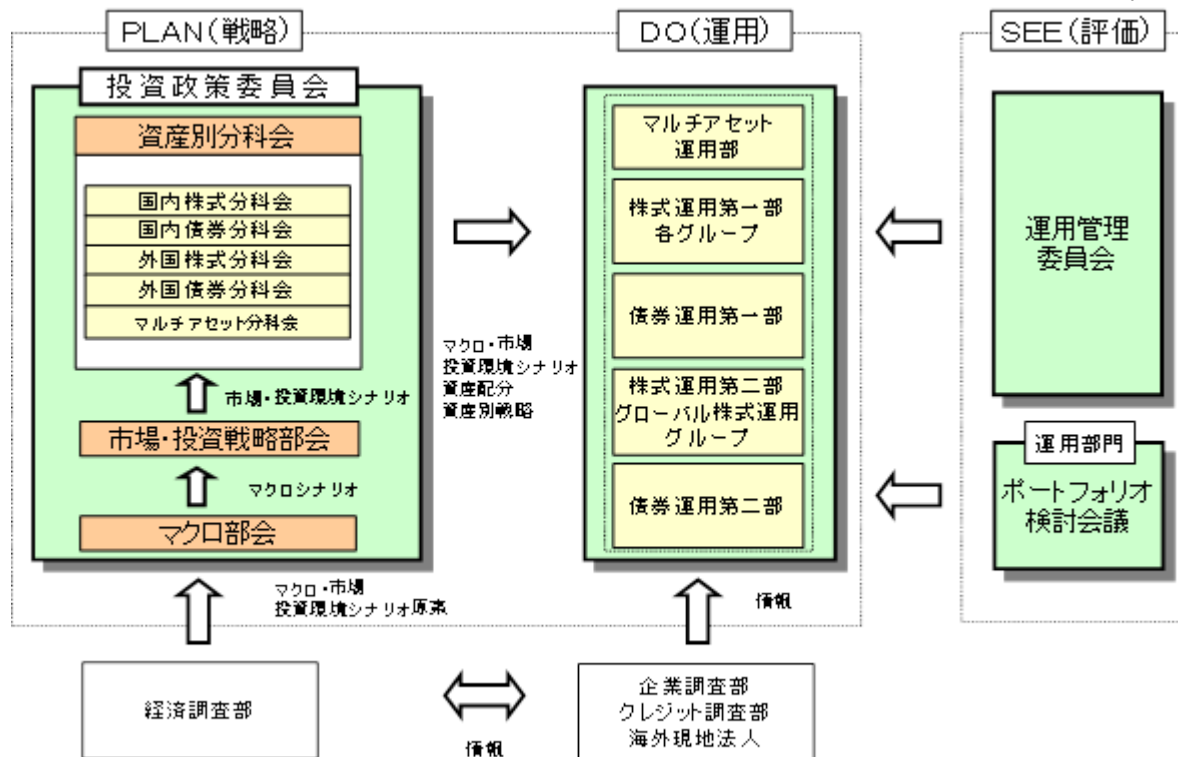 PLAN(戦略)
投資政策委員会
資産別分科会
国内株式分科会
国内債券分科会
外国株式分科会
外国債券分科会
マルチアセット分科会
市場・投資環境シナリオ
市場・投資戦略部会
マクロシナリオ
マクロ部会
マクロ・市場
投資環境シナリオ原案
経済調査部
マクロ・市場
投資環境シナリオ
資産配分
資産別戦略
情報
DO(運用)
マルチアセット
運用部
株式運用第一部
各グループ
債券運用第一部
株式運用第二部
グローバル株式運用
グループ
債券運用第二部
情報
企業調査部
クレジット調査部
海外現地法人
SEE(評価)
運用管理
委員会
運用部門
ポートフォリオ
検討会議